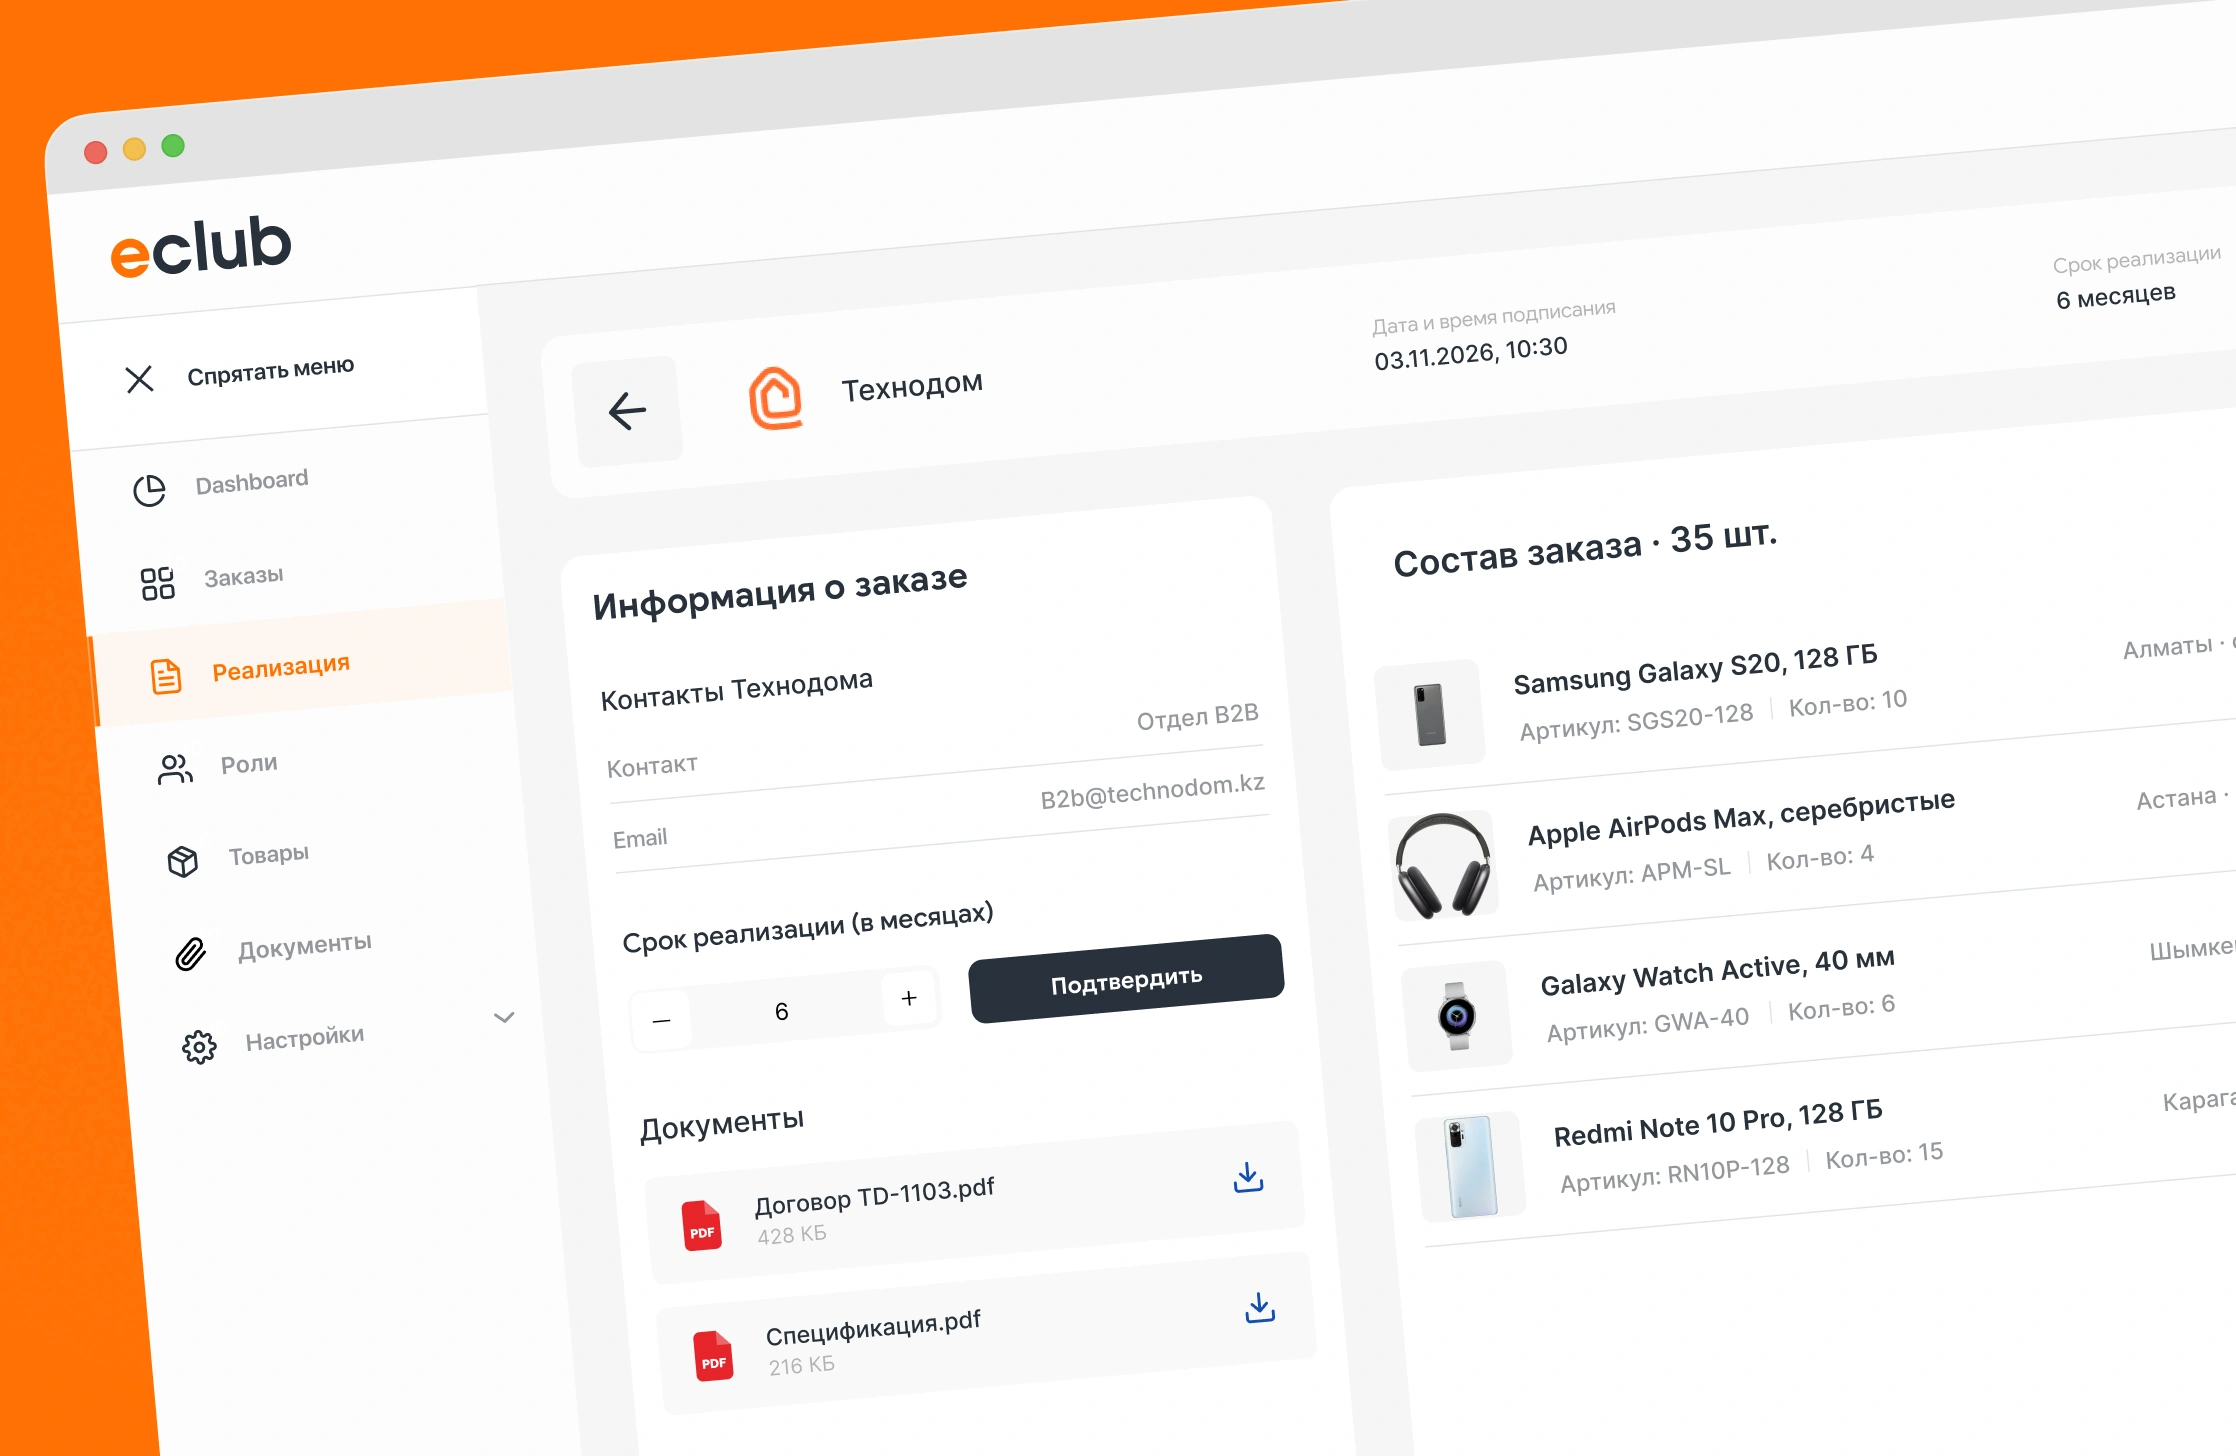 eclub
Спрятать меню
Dashboard
Заказы
Реализация
Роли
Товары
Документы
Настройки
Технодом
Дата и время подписания
03.11.2026, 10:30
Срок реализации
6 месяцев
Информация о заказе
Контакты Технодома
Контакт
Отдел B2B
Email
B2b@technodom.kz
Срок реализации (в месяцах)
— 6 +
Подтвердить
Документы
PDF
Договор TD-1103.pdf
428 КБ
PDF
Спецификация.pdf
216 КБ
Состав заказа · 35 шт.
Samsung Galaxy S20, 128 ГБ
Артикул: SGS20-128 | Кол-во: 10
Алматы ·
Apple AirPods Max, серебристые
Артикул: APM-SL | Кол-во: 4
Астана ·
Galaxy Watch Active, 40 мм
Артикул: GWA-40 | Кол-во: 6
Шымке
Redmi Note 10 Pro, 128 ГБ
Артикул: RN10P-128 | Кол-во: 15
Карага